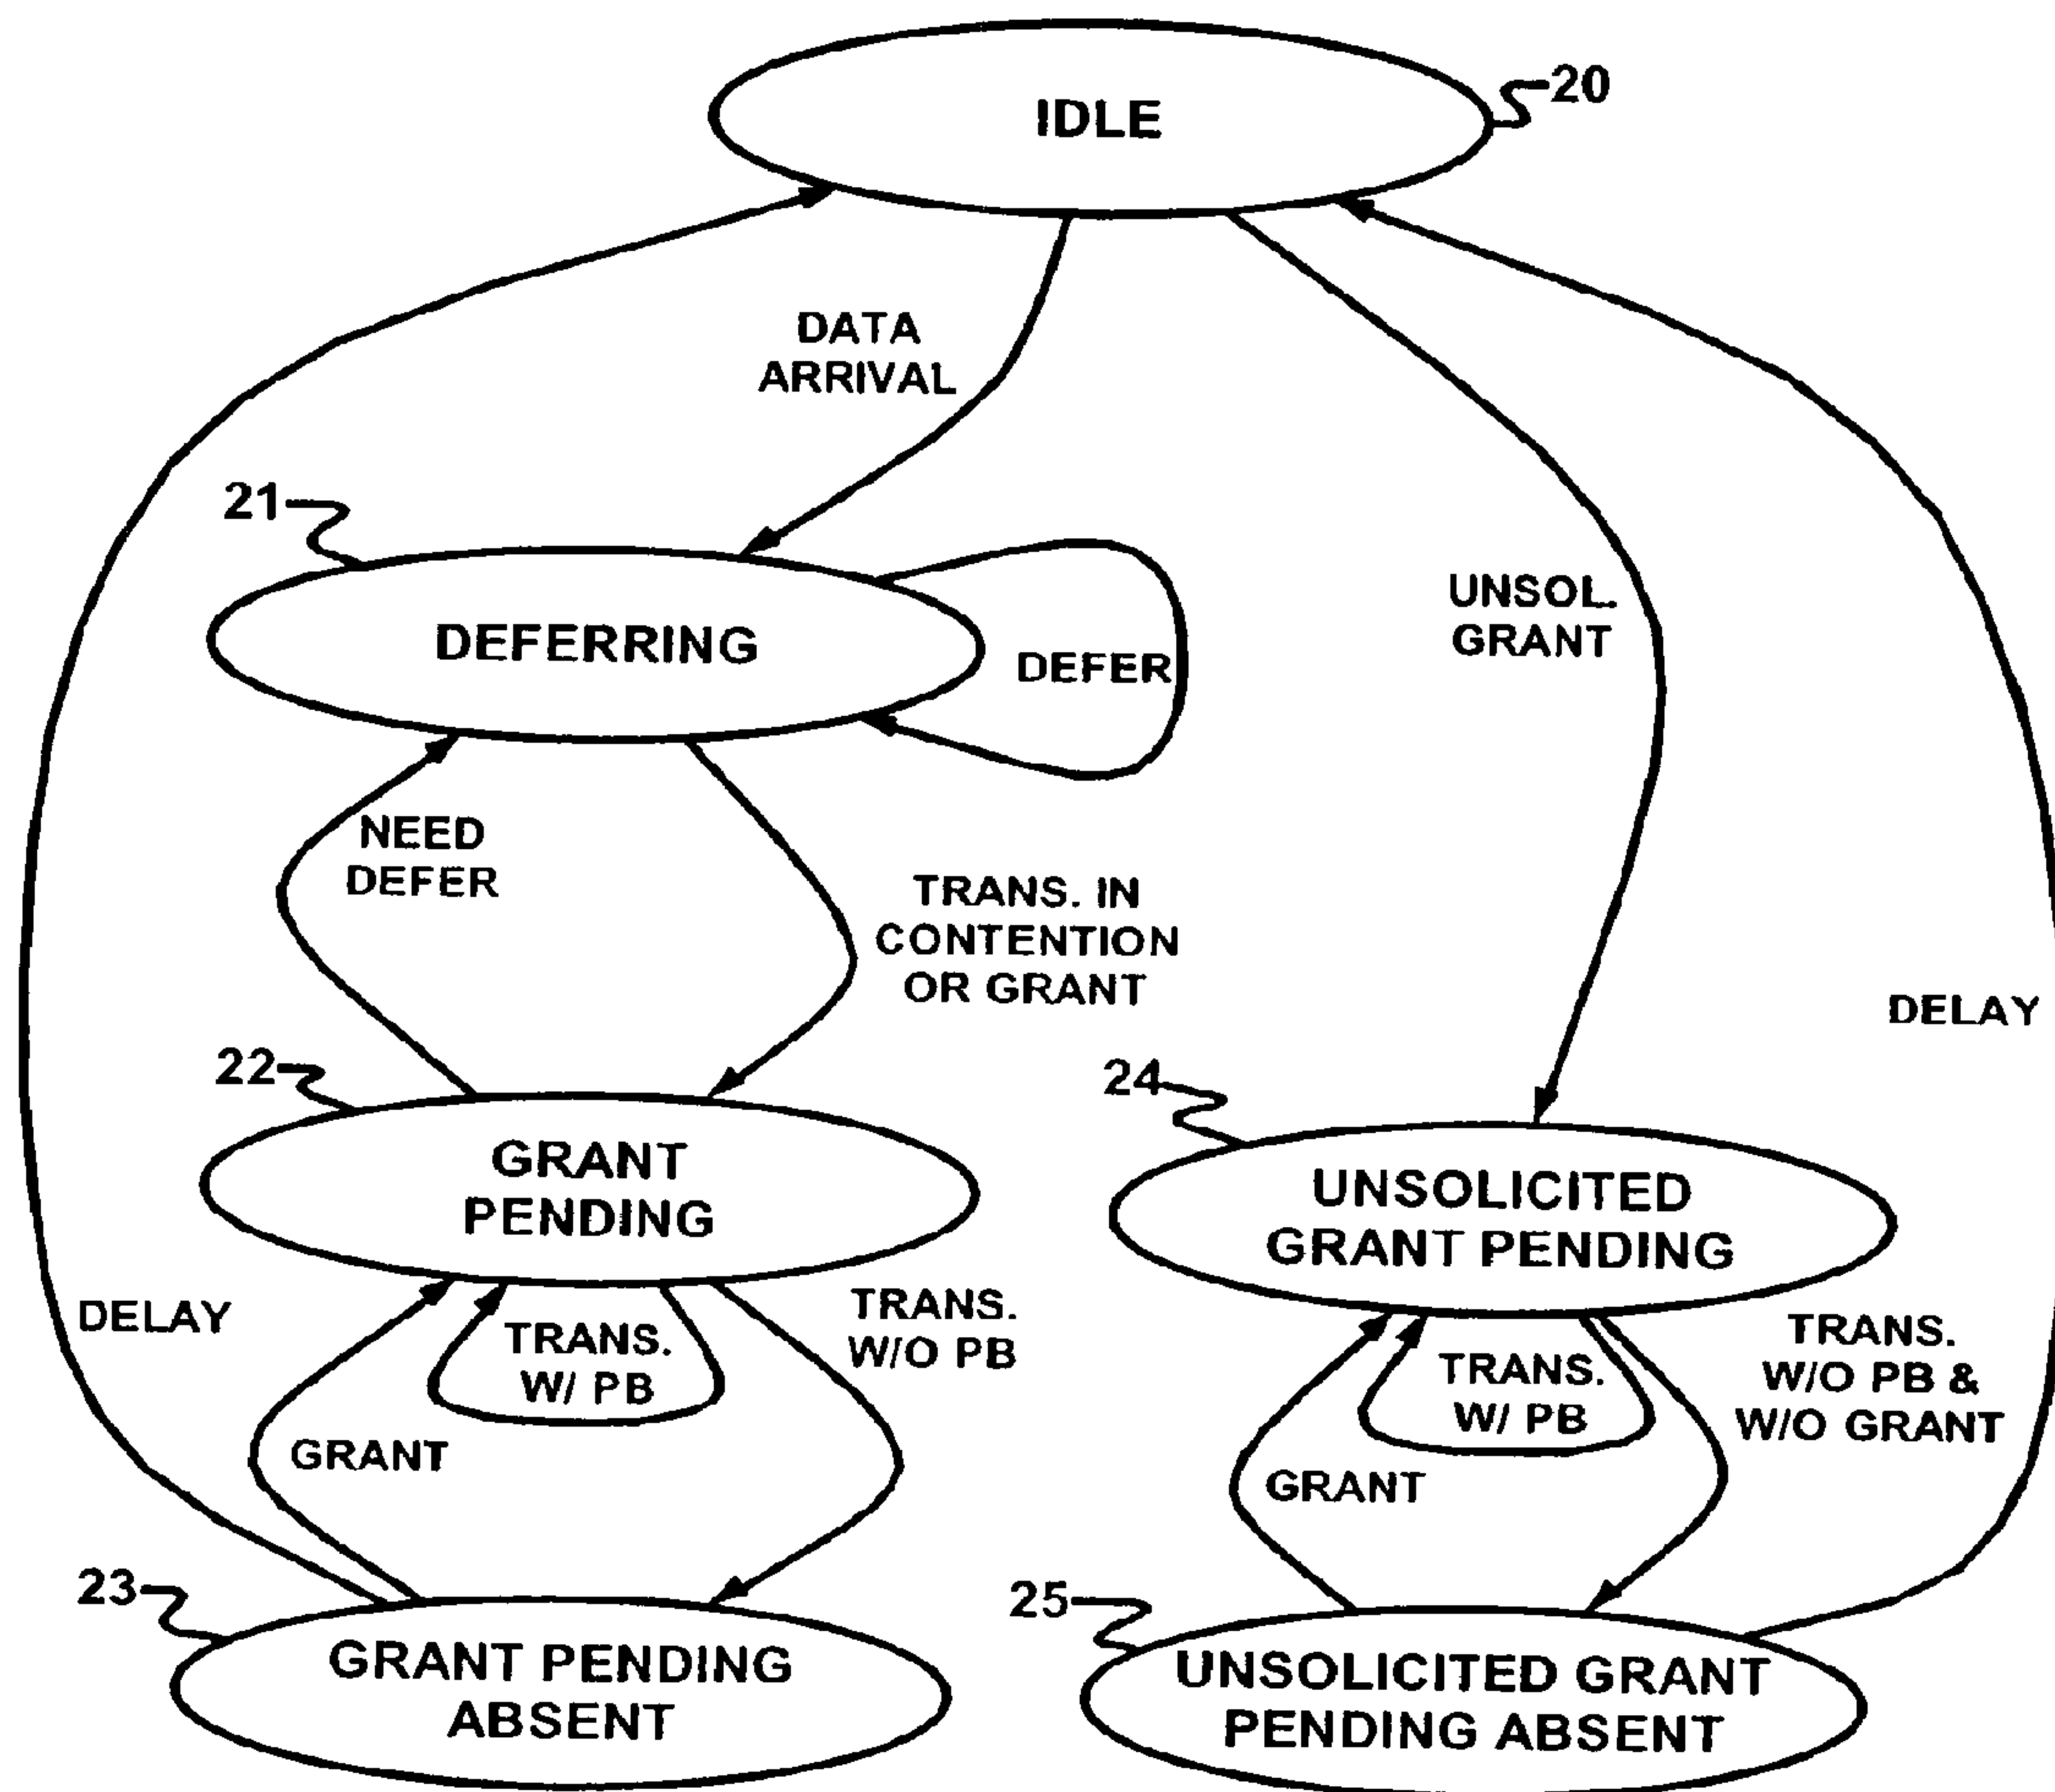 IDLE
20
DATA
ARRIVAL
21
DEFERRING
DEFER
UNSOL.
GRANT
NEED
DEFER
TRANS. IN
CONTENTION
OR GRANT
DELAY
22
24
GRANT
PENDING
UNSOLICITED
GRANT PENDING
DELAY
TRANS.
W/ PB
TRANS.
W/O PB
GRANT
TRANS.
W/ PB
TRANS.
W/O PB &
W/O GRANT
GRANT
23
25
GRANT PENDING
ABSENT
UNSOLICITED GRANT
PENDING ABSENT